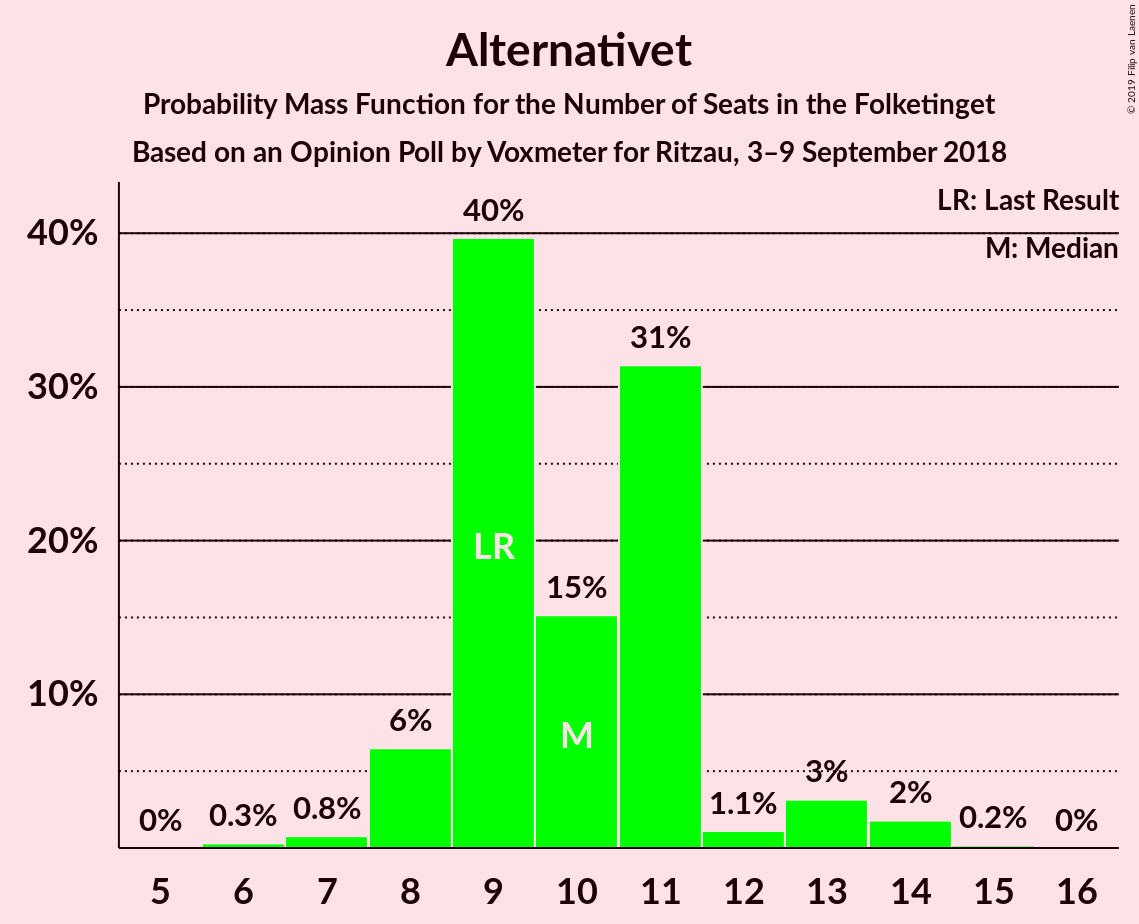 Alternativet
Probability Mass Function for the Number of Seats in the Folketinget
Based on an Opinion Poll by Voxmeter for Ritzau, 3–9 September 2018
© 2019 Filip van Laenen
LR: Last Result
M: Median
40%
30%
20%
10%
0%
0.3%
0.8%
6%
40%
15%
31%
1.1%
3%
2%
0.2%
0%
LR
M
5 6 7 8 9 10 11 12 13 14 15 16